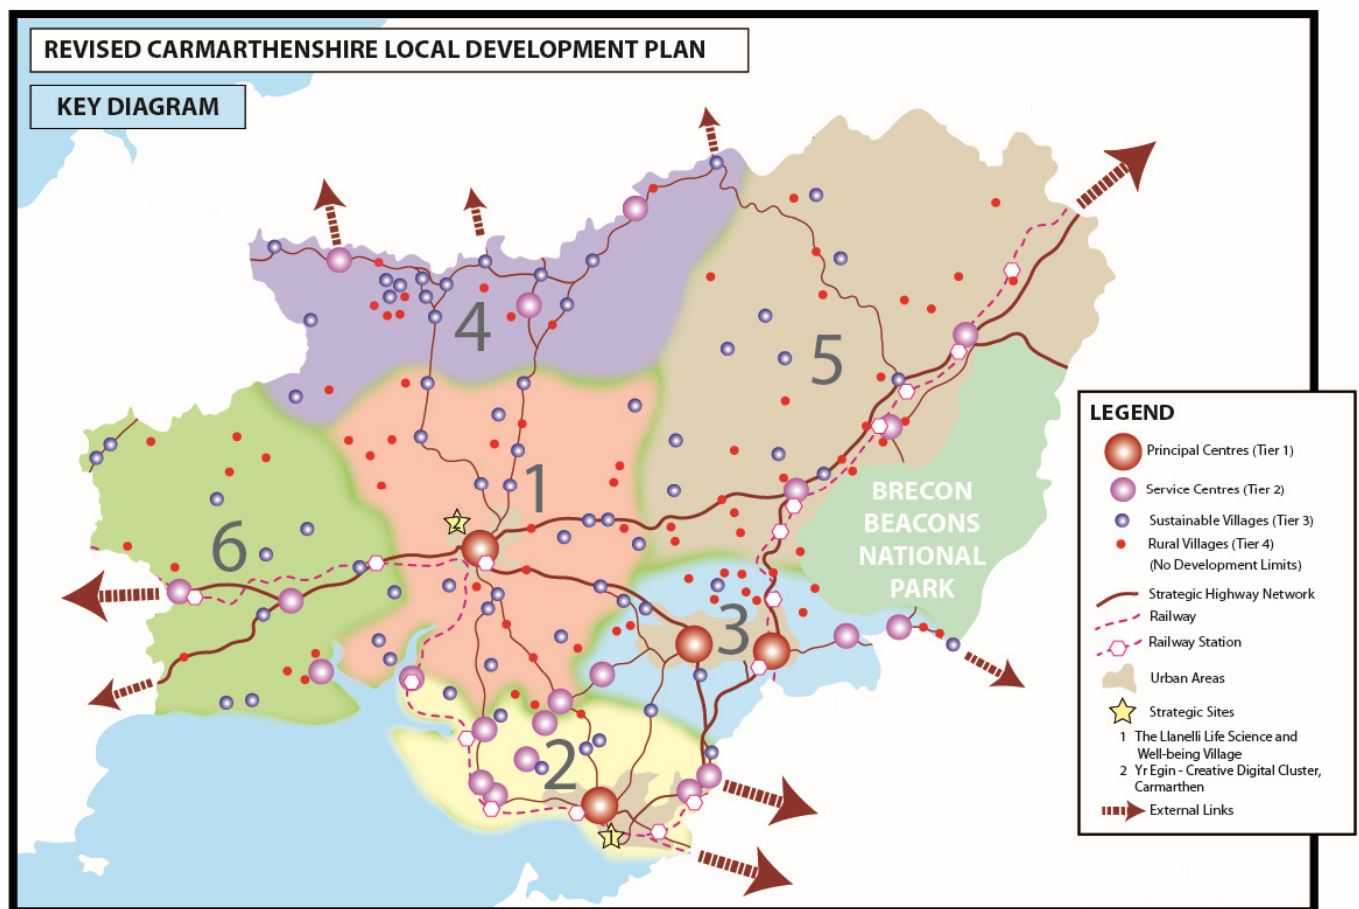 REVISED CARMARTHENSHIRE LOCAL DEVELOPMENT PLAN
KEY DIAGRAM
4
5
1
2
6
3
2
1
BRECON
BEACONS
NATIONAL
PARK
LEGEND
Principal Centres (Tier 1)
Service Centres (Tier 2)
Sustainable Villages (Tier 3)
Rural Villages (Tier 4)
(No Development Limits)
Strategic Highway Network
Railway
Railway Station
Urban Areas
Strategic Sites
1 The Llanelli Life Science and
Well-being Village
2 Yr Egin - Creative Digital Cluster,
Carmarthen
External Links